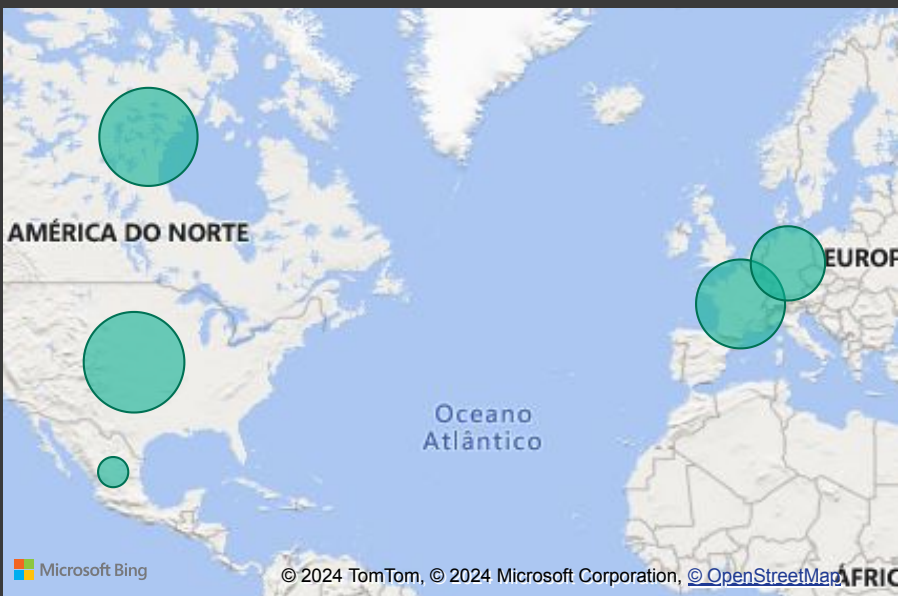 AMÉRICA DO NORTE
EUROP
Oceano
Atlântico
Microsoft Bing
© 2024 TomTom, © 2024 Microsoft Corporation, © OpenStreetMap
ÁFRIC